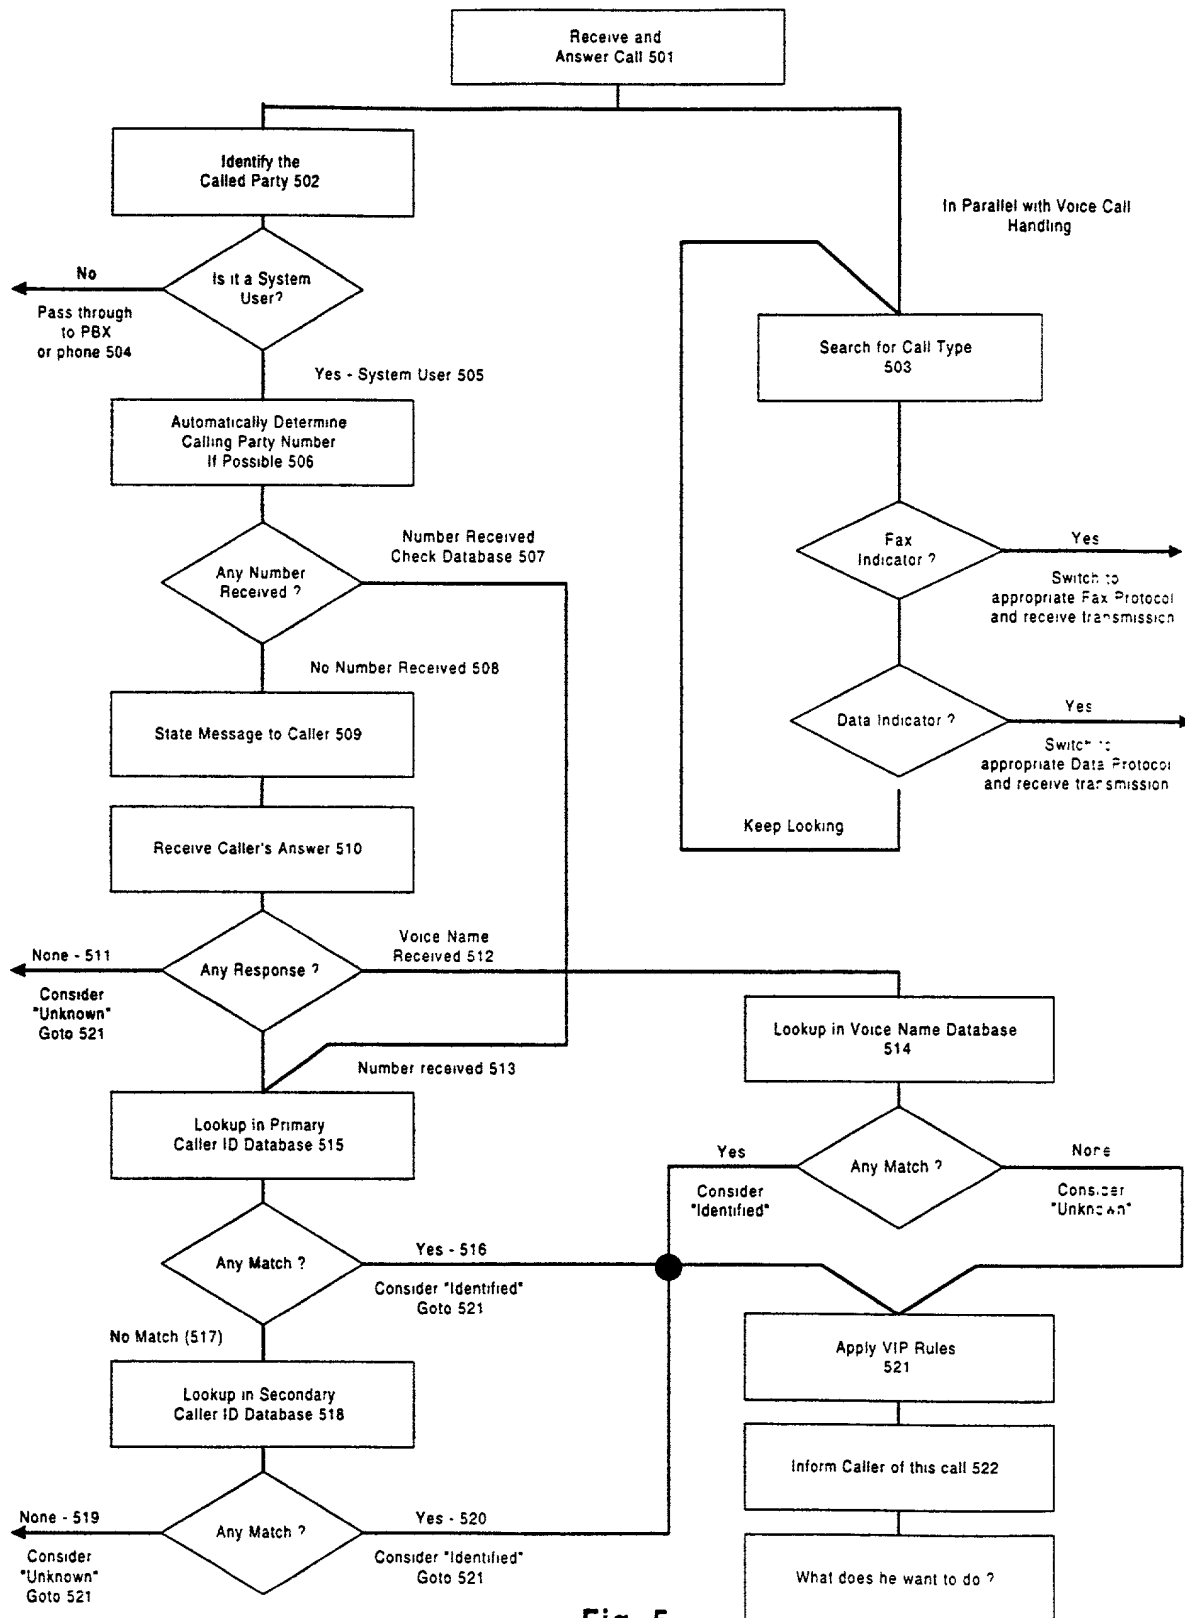 Receive and
Answer Call 501
Identify the
Called Party 502
In Parallel with Voice Call
Handling
No
Is it a System
User?
Pass through
to PBX
or phone 504
Search for Call Type
503
Yes - System User 505
Automatically Determine
Calling Party Number
If Possible 506
Number Received
Check Database 507
Any Number
Received ?
Fax
Indicator ?
Yes
Switch to
appropriate Fax Protocol
and receive transmission
No Number Received 508
State Message to Caller 509
Data Indicator ?
Yes
Switch to
appropriate Data Protocol
and receive transmission
Keep Looking
Receive Caller's Answer 510
None - 511
Any Response ?
Voice Name
Received 512
Consider
"Unknown"
Goto 521
Lookup in Voice Name Database
514
Number received 513
Lookup in Primary
Caller ID Database 515
Yes
Any Match ?
None
Consider
"Identified"
Consider
"Unknown"
Any Match ?
Yes - 516
Consider "Identified"
Goto 521
No Match (517)
Apply VIP Rules
521
Lookup in Secondary
Caller ID Database 518
Inform Caller of this call 522
None - 519
Any Match ?
Yes - 520
Consider
"Unknown"
Goto 521
Consider "Identified"
Goto 521
What does he want to do ?
Fig. 5